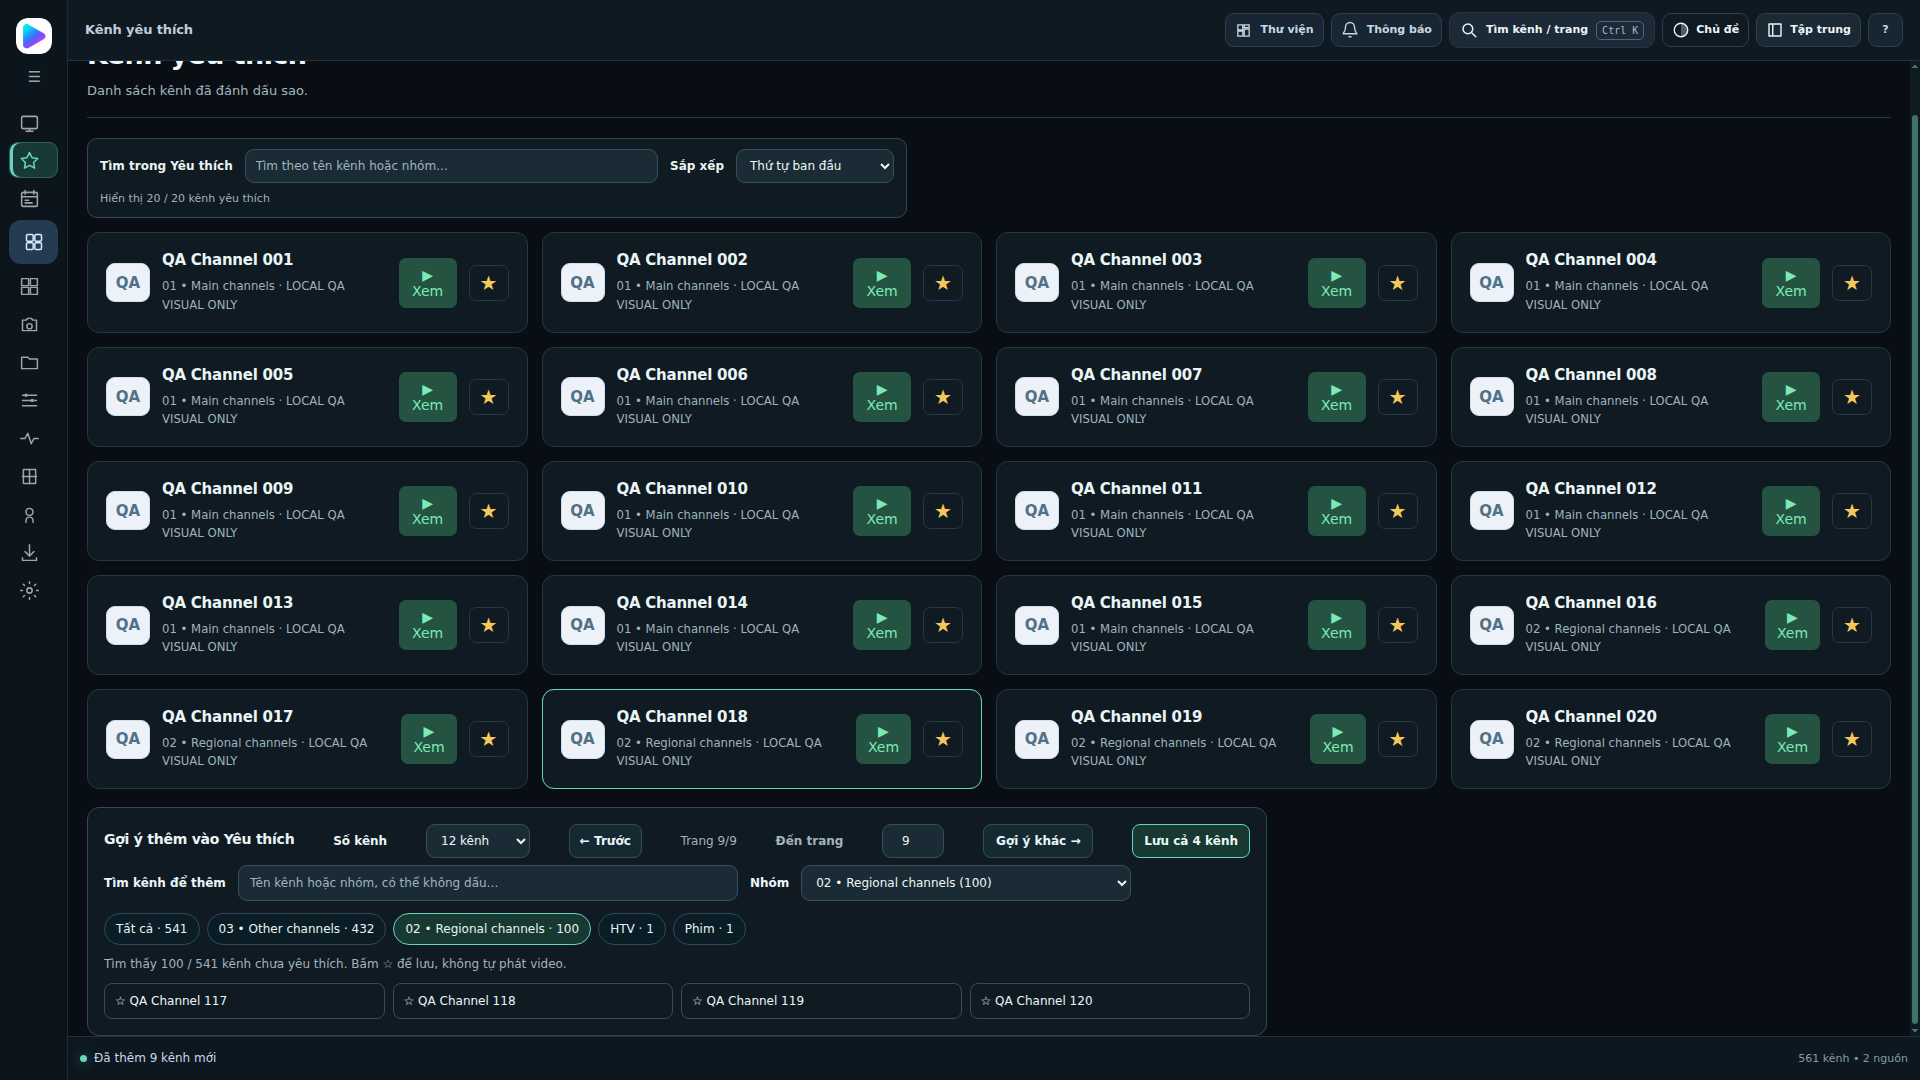 Kênh yêu thích
Thư viện
Thông báo
Tìm kênh / trang Ctrl K
Chủ đề
Tập trung
?
Kênh yêu thích
Danh sách kênh đã đánh dấu sao.
Tìm trong Yêu thích
Tìm theo tên kênh hoặc nhóm...
Sắp xếp
Thứ tự ban đầu
Hiển thị 20 / 20 kênh yêu thích
QA
QA Channel 001
01 • Main channels · LOCAL QA
VISUAL ONLY
▶
Xem
★
QA
QA Channel 002
01 • Main channels · LOCAL QA
VISUAL ONLY
▶
Xem
★
QA
QA Channel 003
01 • Main channels · LOCAL QA
VISUAL ONLY
▶
Xem
★
QA
QA Channel 004
01 • Main channels · LOCAL QA
VISUAL ONLY
▶
Xem
★
QA
QA Channel 005
01 • Main channels · LOCAL QA
VISUAL ONLY
▶
Xem
★
QA
QA Channel 006
01 • Main channels · LOCAL QA
VISUAL ONLY
▶
Xem
★
QA
QA Channel 007
01 • Main channels · LOCAL QA
VISUAL ONLY
▶
Xem
★
QA
QA Channel 008
01 • Main channels · LOCAL QA
VISUAL ONLY
▶
Xem
★
QA
QA Channel 009
01 • Main channels · LOCAL QA
VISUAL ONLY
▶
Xem
★
QA
QA Channel 010
01 • Main channels · LOCAL QA
VISUAL ONLY
▶
Xem
★
QA
QA Channel 011
01 • Main channels · LOCAL QA
VISUAL ONLY
▶
Xem
★
QA
QA Channel 012
01 • Main channels · LOCAL QA
VISUAL ONLY
▶
Xem
★
QA
QA Channel 013
01 • Main channels · LOCAL QA
VISUAL ONLY
▶
Xem
★
QA
QA Channel 014
01 • Main channels · LOCAL QA
VISUAL ONLY
▶
Xem
★
QA
QA Channel 015
01 • Main channels · LOCAL QA
VISUAL ONLY
▶
Xem
★
QA
QA Channel 016
02 • Regional channels · LOCAL QA
VISUAL ONLY
▶
Xem
★
QA
QA Channel 017
02 • Regional channels · LOCAL QA
VISUAL ONLY
▶
Xem
★
QA
QA Channel 018
02 • Regional channels · LOCAL QA
VISUAL ONLY
▶
Xem
★
QA
QA Channel 019
02 • Regional channels · LOCAL QA
VISUAL ONLY
▶
Xem
★
QA
QA Channel 020
02 • Regional channels · LOCAL QA
VISUAL ONLY
▶
Xem
★
Gợi ý thêm vào Yêu thích
Số kênh
12 kênh
← Trước
Trang 9/9
Đến trang
9
Gợi ý khác →
Lưu cả 4 kênh
Tìm kênh để thêm
Tên kênh hoặc nhóm, có thể không dấu...
Nhóm
02 • Regional channels (100)
Tất cả · 541
03 • Other channels · 432
02 • Regional channels · 100
HTV · 1
Phim · 1
Tìm thấy 100 / 541 kênh chưa yêu thích. Bấm ☆ để lưu, không tự phát video.
☆ QA Channel 117
☆ QA Channel 118
☆ QA Channel 119
☆ QA Channel 120
Đã thêm 9 kênh mới
561 kênh • 2 nguồn